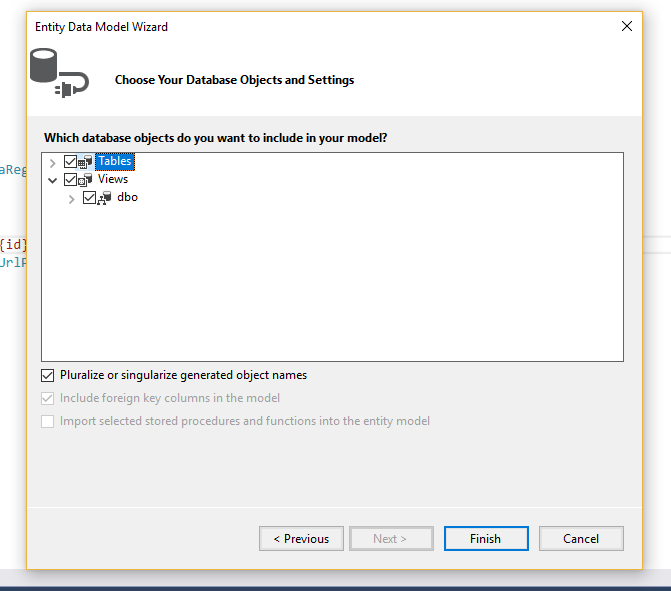 Entity Data Model Wizard
Choose Your Database Objects and Settings
Which database objects do you want to include in your model?
Tables
Views
dbo
aReg
{id}
UrlP
Pluralize or singularize generated object names
Include foreign key columns in the model
Import selected stored procedures and functions into the entity model
< Previous
Next >
Finish
Cancel